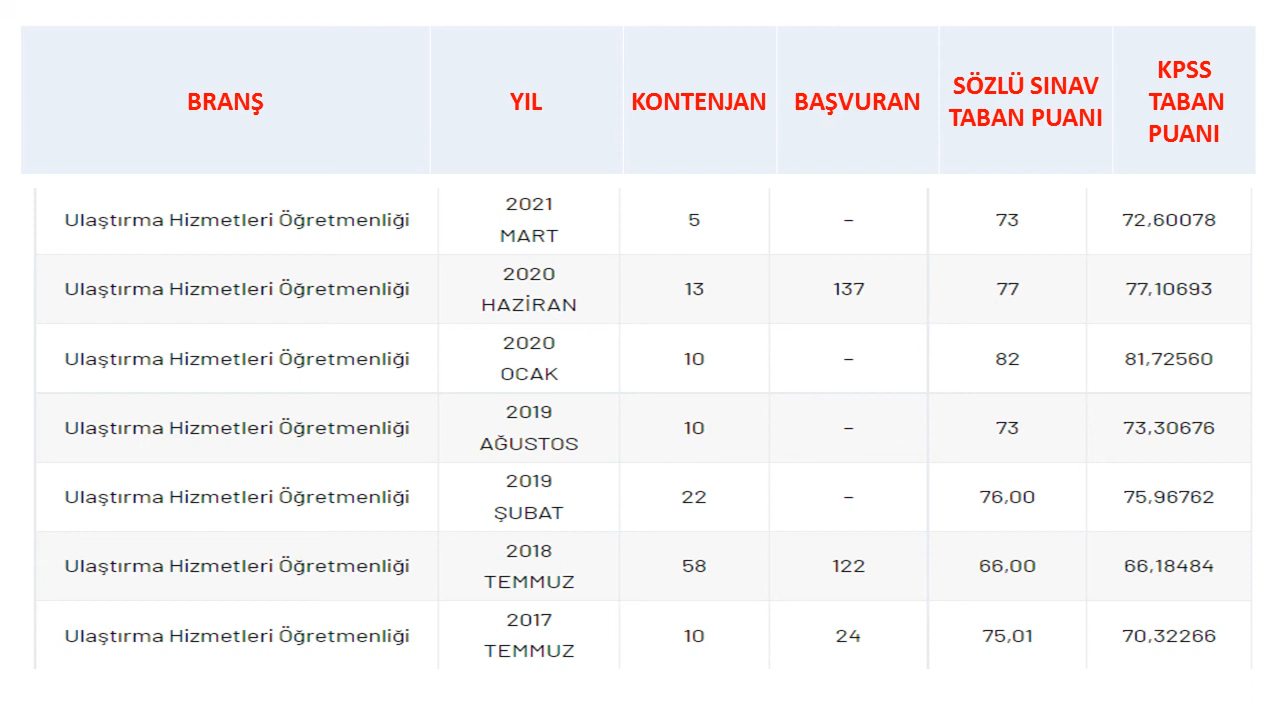 BRANŞ YIL KONTENJAN BAŞVURAN SÖZLÜ SINAV TABAN PUANI KPSS TABAN PUANI
Ulaştırma Hizmetleri Öğretmenliği 2021 MART 5 – 73 72,60078
Ulaştırma Hizmetleri Öğretmenliği 2020 HAZİRAN 13 137 77 77,10693
Ulaştırma Hizmetleri Öğretmenliği 2020 OCAK 10 – 82 81,72560
Ulaştırma Hizmetleri Öğretmenliği 2019 AĞUSTOS 10 – 73 73,30676
Ulaştırma Hizmetleri Öğretmenliği 2019 ŞUBAT 22 – 76,00 75,96762
Ulaştırma Hizmetleri Öğretmenliği 2018 TEMMUZ 58 122 66,00 66,18484
Ulaştırma Hizmetleri Öğretmenliği 2017 TEMMUZ 10 24 75,01 70,32266